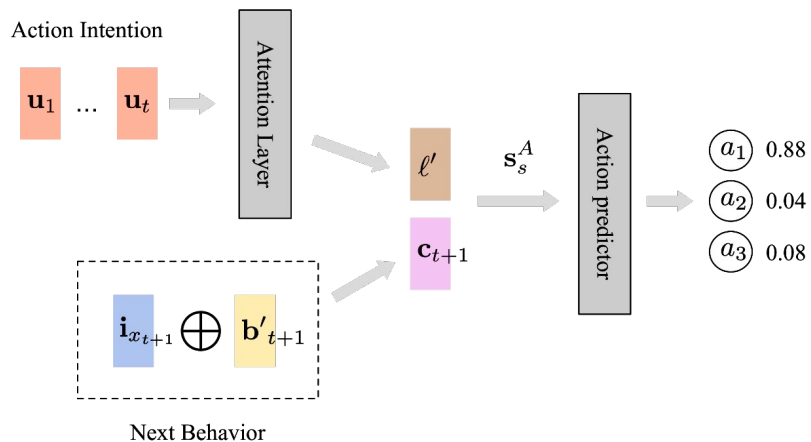 Action Intention
u₁ ... uₜ
Attention Layer
ℓ′
c_{t+1}
s_s^A
Action predictor
a₁ 0.88
a₂ 0.04
a₃ 0.08
i_{x_{t+1}} ⊕ b′_{t+1}
Next Behavior